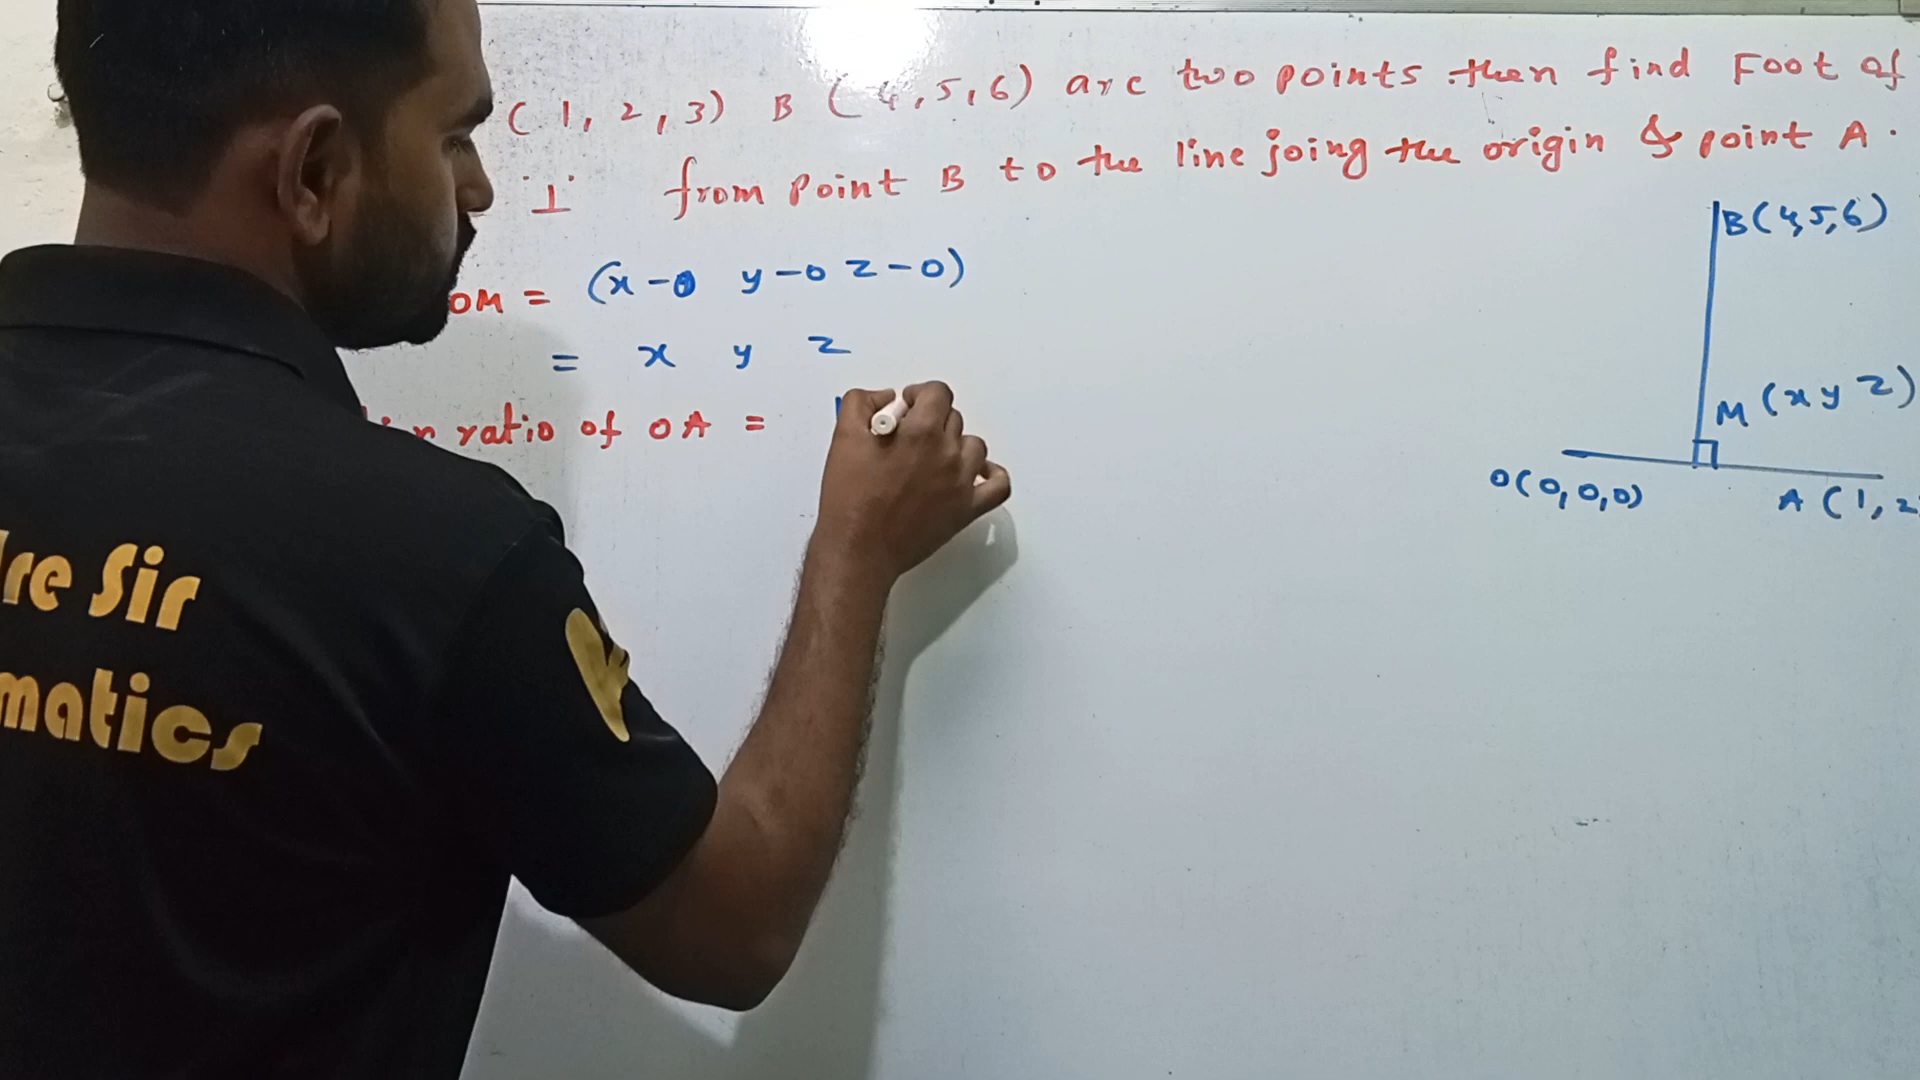 ( 1, 2, 3) B ( 4, 5, 6) are two points then find Foot of
⊥ from point B to the line joing the origin & point A.
B(4,5,6)
OM = (x-0 y-0 z-0)
= x y z
ratio of OA =
M (x y z)
O(0,0,0) A (1, 2
re Sir
matics